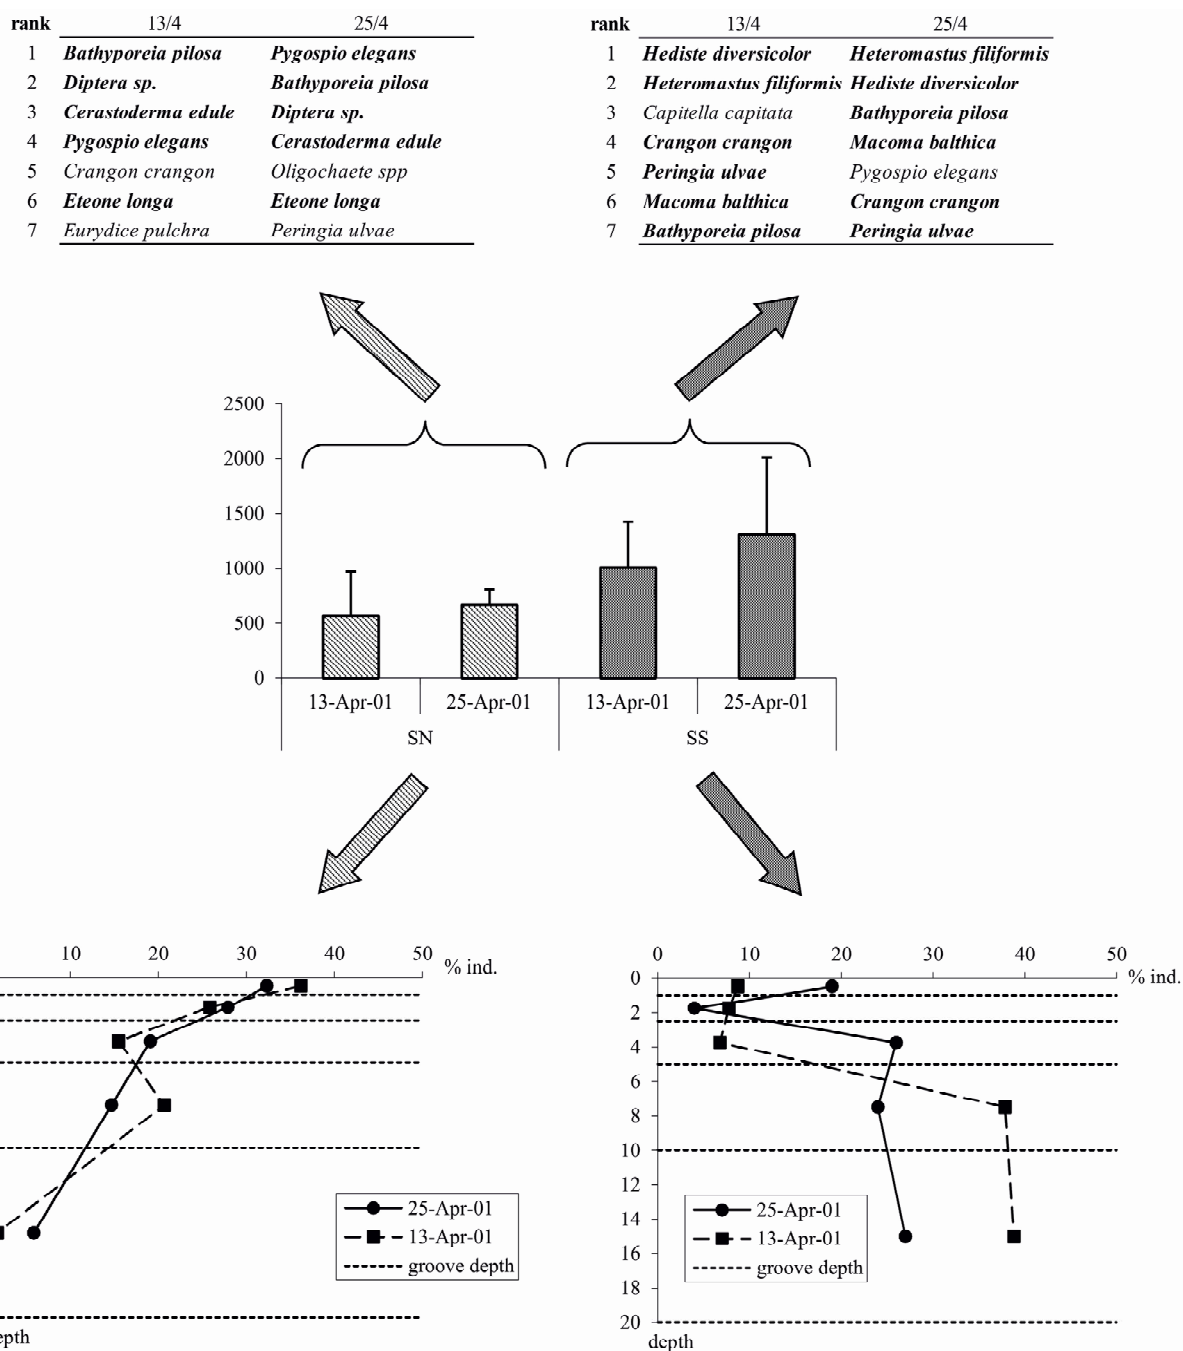 rank 13/4 25/4
1 Bathyporeia pilosa Pygospio elegans
2 Diptera sp. Bathyporeia pilosa
3 Cerastoderma edule Diptera sp.
4 Pygospio elegans Cerastoderma edule
5 Crangon crangon Oligochaete spp
6 Eteone longa Eteone longa
7 Eurydice pulchra Peringia ulvae
rank 13/4 25/4
1 Hediste diversicolor Heteromastus filiformis
2 Heteromastus filiformis Hediste diversicolor
3 Capitella capitata Bathyporeia pilosa
4 Crangon crangon Macoma balthica
5 Peringia ulvae Pygospio elegans
6 Macoma balthica Crangon crangon
7 Bathyporeia pilosa Peringia ulvae
2500
2000
1500
1000
500
0
13-Apr-01 25-Apr-01 13-Apr-01 25-Apr-01
SN SS
10 20 30 40 50
% ind.
25-Apr-01
13-Apr-01
groove depth
epth
0 10 20 30 40 50
% ind.
0
2
4
6
8
10
12
14
16
18
20
25-Apr-01
13-Apr-01
groove depth
depth